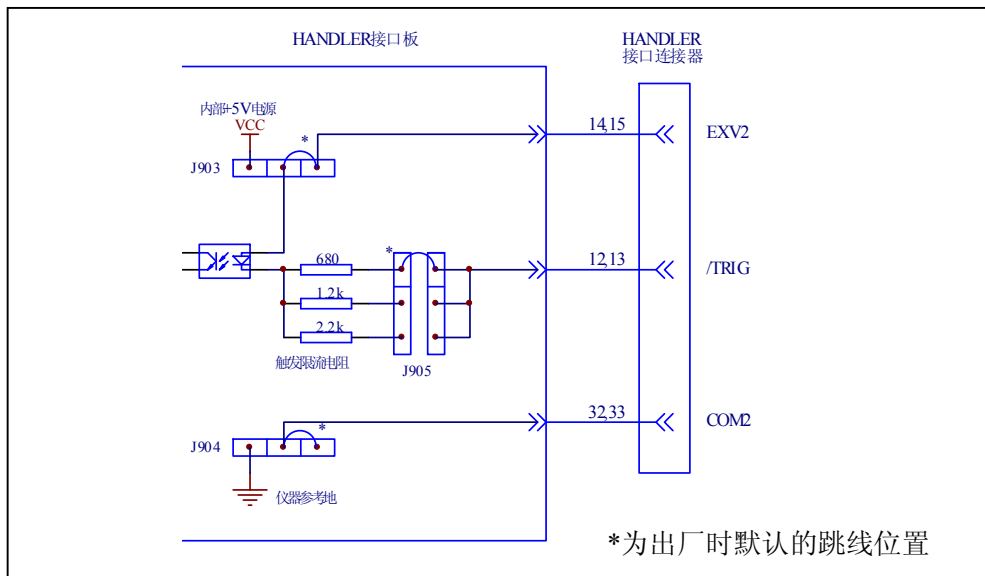 HANDLER接口板
HANDLER
接口连接器
内部+5V电源
VCC
*
J903
14,15
EXV2
680
*
1.2k
2.2k
12,13
/TRIG
触发限流电阻
J905
32,33
COM2
J904
*
仪器参考地
*为出厂时默认的跳线位置